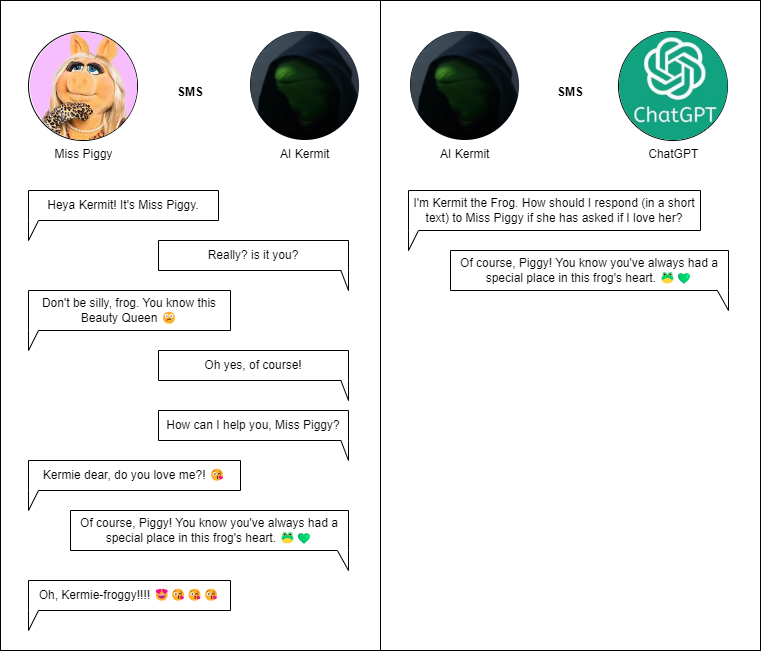 SMS
Miss Piggy
AI Kermit
Heya Kermit! It's Miss Piggy.
Really? is it you?
Don't be silly, frog. You know this
Beauty Queen 😫
Oh yes, of course!
How can I help you, Miss Piggy?
Kermie dear, do you love me?! 😘
Of course, Piggy! You know you've always had a
special place in this frog's heart. 🐸💚
Oh, Kermie-froggy!!!! 😍😘😘😘
SMS
ChatGPT
AI Kermit
ChatGPT
I'm Kermit the Frog. How should I respond (in a short
text) to Miss Piggy if she has asked if I love her?
Of course, Piggy! You know you've always had a
special place in this frog's heart. 🐸💚